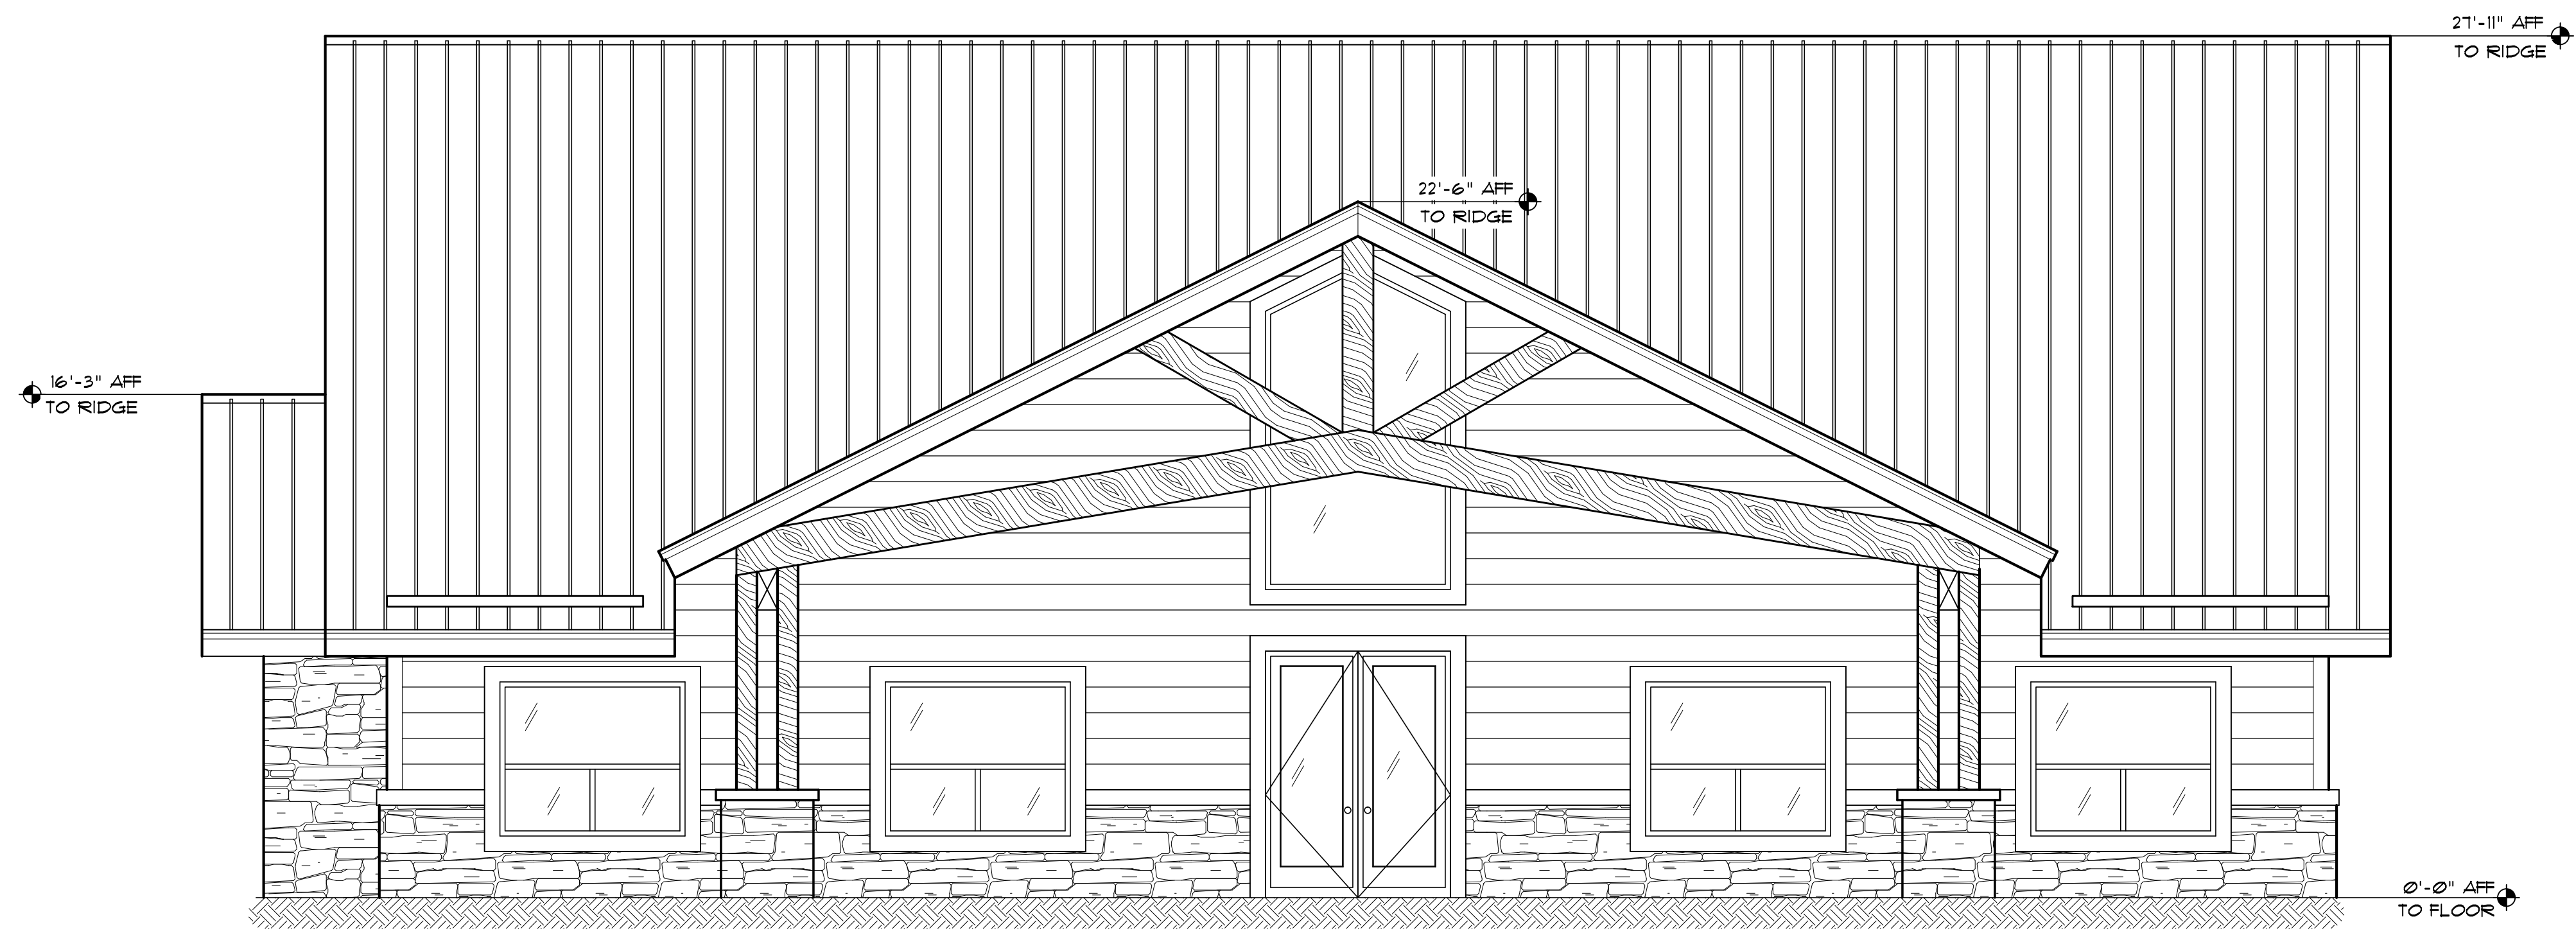 27'-11" AFF
TO RIDGE
22'-6" AFF
TO RIDGE
16'-3" AFF
TO RIDGE
0'-0" AFF
TO FLOOR